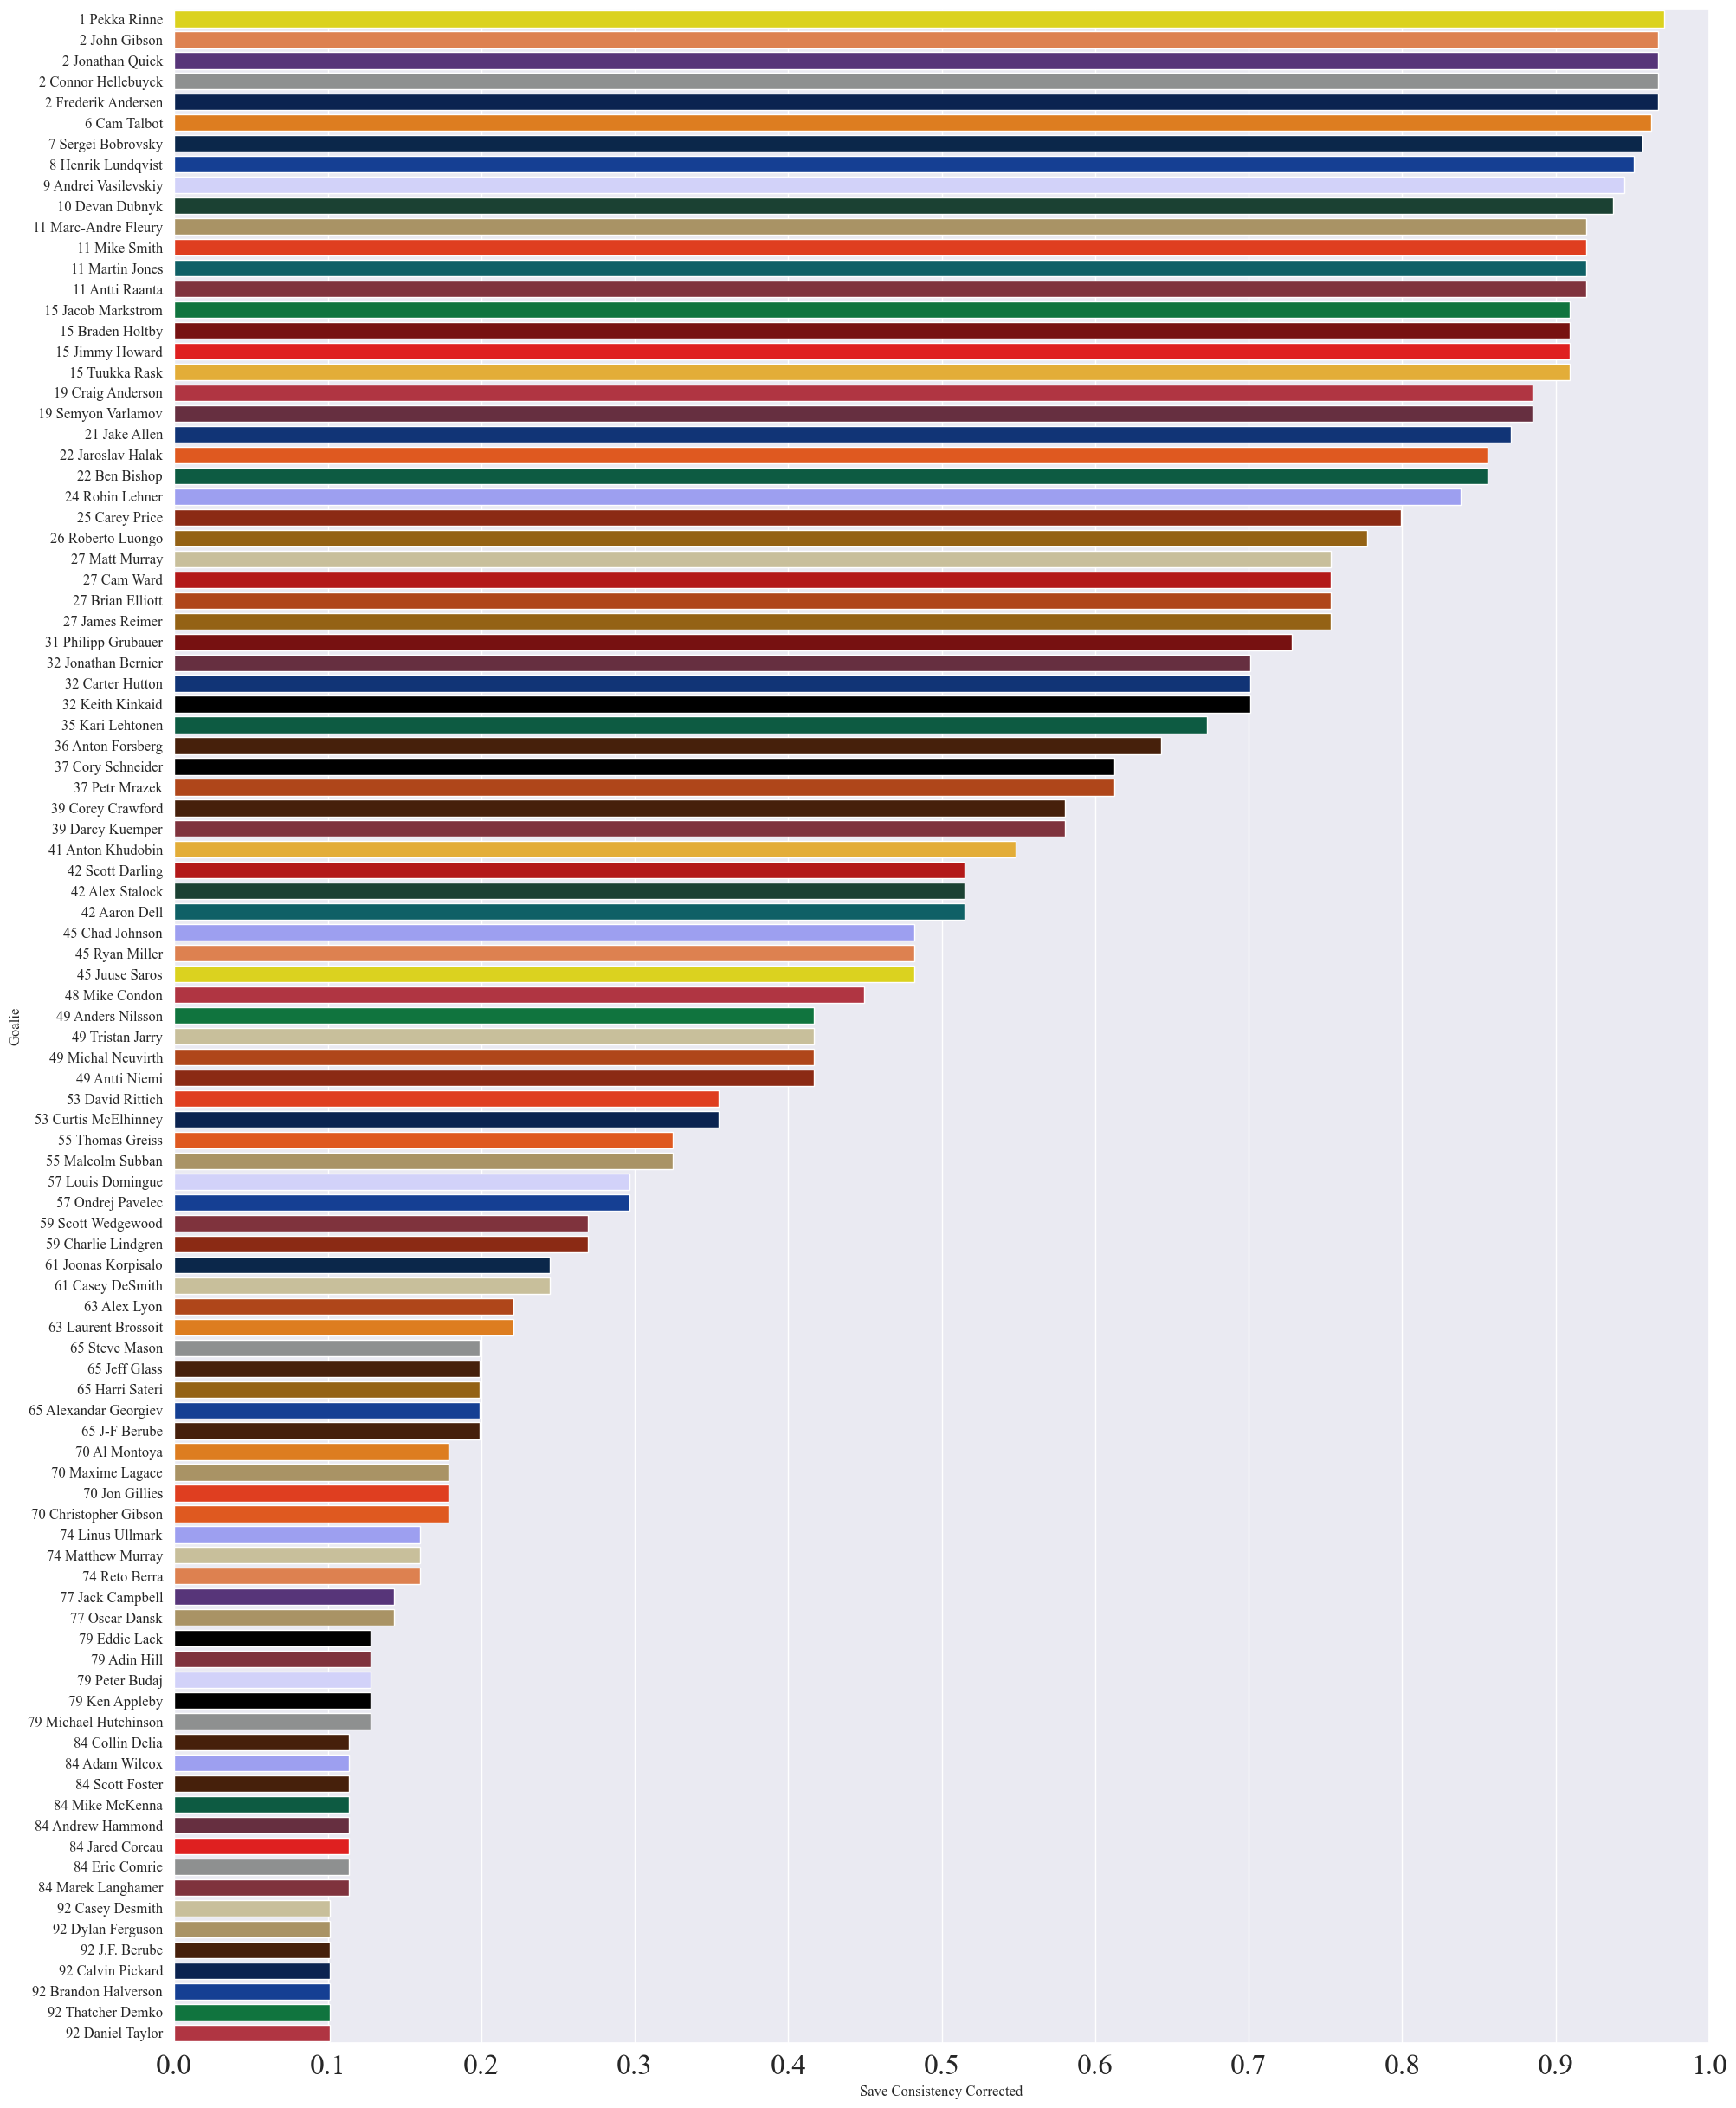 1 Pekka Rinne
2 John Gibson
2 Jonathan Quick
2 Connor Hellebuyck
2 Frederik Andersen
6 Cam Talbot
7 Sergei Bobrovsky
8 Henrik Lundqvist
9 Andrei Vasilevskiy
10 Devan Dubnyk
11 Marc-Andre Fleury
11 Mike Smith
11 Martin Jones
11 Antti Raanta
15 Jacob Markstrom
15 Braden Holtby
15 Jimmy Howard
15 Tuukka Rask
19 Craig Anderson
19 Semyon Varlamov
21 Jake Allen
22 Jaroslav Halak
22 Ben Bishop
24 Robin Lehner
25 Carey Price
26 Roberto Luongo
27 Matt Murray
27 Cam Ward
27 Brian Elliott
27 James Reimer
31 Philipp Grubauer
32 Jonathan Bernier
32 Carter Hutton
32 Keith Kinkaid
35 Kari Lehtonen
36 Anton Forsberg
37 Cory Schneider
37 Petr Mrazek
39 Corey Crawford
39 Darcy Kuemper
41 Anton Khudobin
42 Scott Darling
42 Alex Stalock
42 Aaron Dell
45 Chad Johnson
45 Ryan Miller
45 Juuse Saros
48 Mike Condon
49 Anders Nilsson
49 Tristan Jarry
49 Michal Neuvirth
49 Antti Niemi
53 David Rittich
53 Curtis McElhinney
55 Thomas Greiss
55 Malcolm Subban
57 Louis Domingue
57 Ondrej Pavelec
59 Scott Wedgewood
59 Charlie Lindgren
61 Joonas Korpisalo
61 Casey DeSmith
63 Alex Lyon
63 Laurent Brossoit
65 Steve Mason
65 Jeff Glass
65 Harri Sateri
65 Alexandar Georgiev
65 J-F Berube
70 Al Montoya
70 Maxime Lagace
70 Jon Gillies
70 Christopher Gibson
74 Linus Ullmark
74 Matthew Murray
74 Reto Berra
77 Jack Campbell
77 Oscar Dansk
79 Eddie Lack
79 Adin Hill
79 Peter Budaj
79 Ken Appleby
79 Michael Hutchinson
84 Collin Delia
84 Adam Wilcox
84 Scott Foster
84 Mike McKenna
84 Andrew Hammond
84 Jared Coreau
84 Eric Comrie
84 Marek Langhamer
92 Casey Desmith
92 Dylan Ferguson
92 J.F. Berube
92 Calvin Pickard
92 Brandon Halverson
92 Thatcher Demko
92 Daniel Taylor
Goalie
0.0 0.1 0.2 0.3 0.4 0.5 0.6 0.7 0.8 0.9 1.0
Save Consistency Corrected